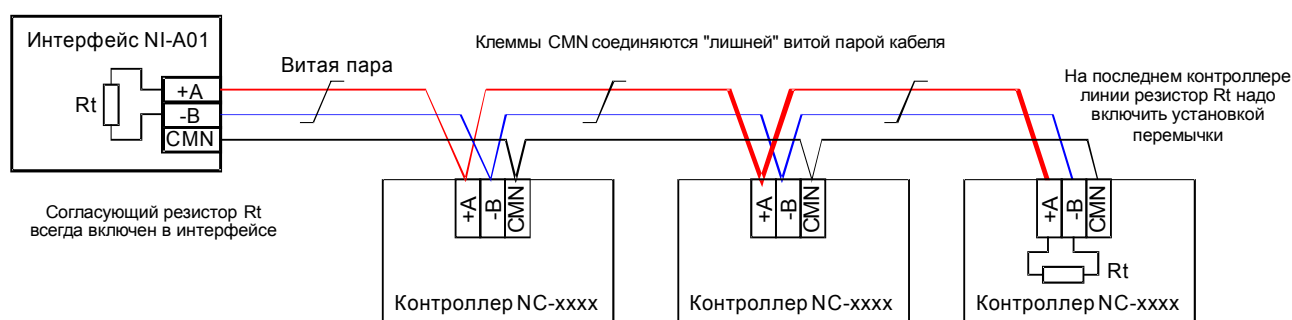 Интерфейс NI-A01
Rt
+A
-B
CMN
Витая пара
Клеммы CMN соединяются "лишней" витой парой кабеля
На последнем контроллере
линии резистор Rt надо
включить установкой
перемычки
Согласующий резистор Rt
всегда включен в интерфейсе
+A
-B
CMN
Контроллер NC-xxxx
+A
-B
CMN
Контроллер NC-xxxx
+A
-B
CMN
Rt
Контроллер NC-xxxx